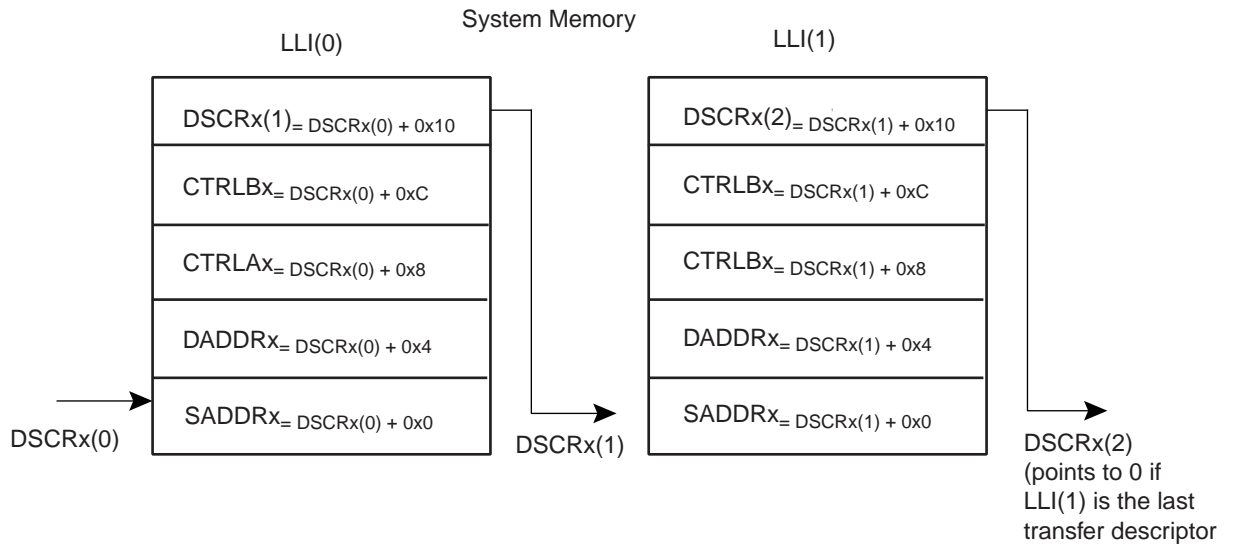 System Memory
LLI(0)
LLI(1)
DSCRx(1)= DSCRx(0) + 0x10
CTRLBx= DSCRx(0) + 0xC
CTRLAx= DSCRx(0) + 0x8
DADDRx= DSCRx(0) + 0x4
SADDRx= DSCRx(0) + 0x0
DSCRx(0)
DSCRx(1)
DSCRx(2)= DSCRx(1) + 0x10
CTRLBx= DSCRx(1) + 0xC
CTRLBx= DSCRx(1) + 0x8
DADDRx= DSCRx(1) + 0x4
SADDRx= DSCRx(1) + 0x0
DSCRx(2)
(points to 0 if
LLI(1) is the last
transfer descriptor